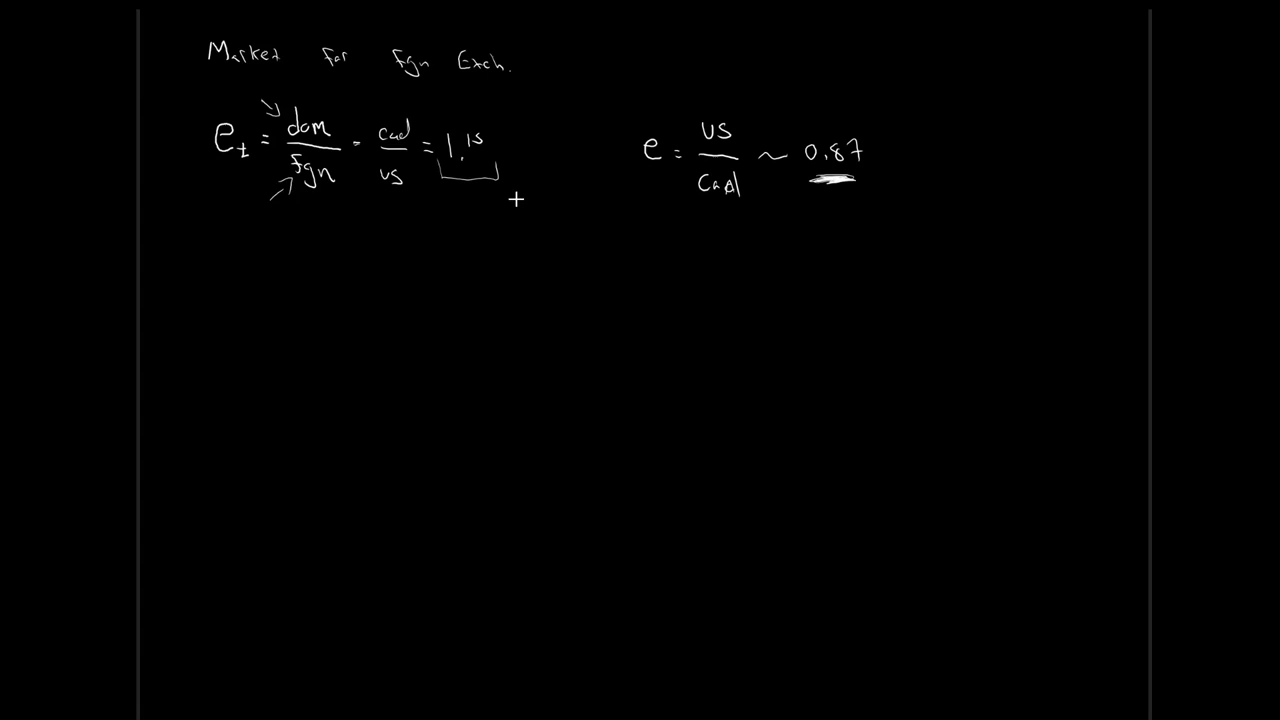 Market for Fgn Exch.
e_t = dom/fgn = cad/us = 1.15
e = US/Cad ~ 0.87